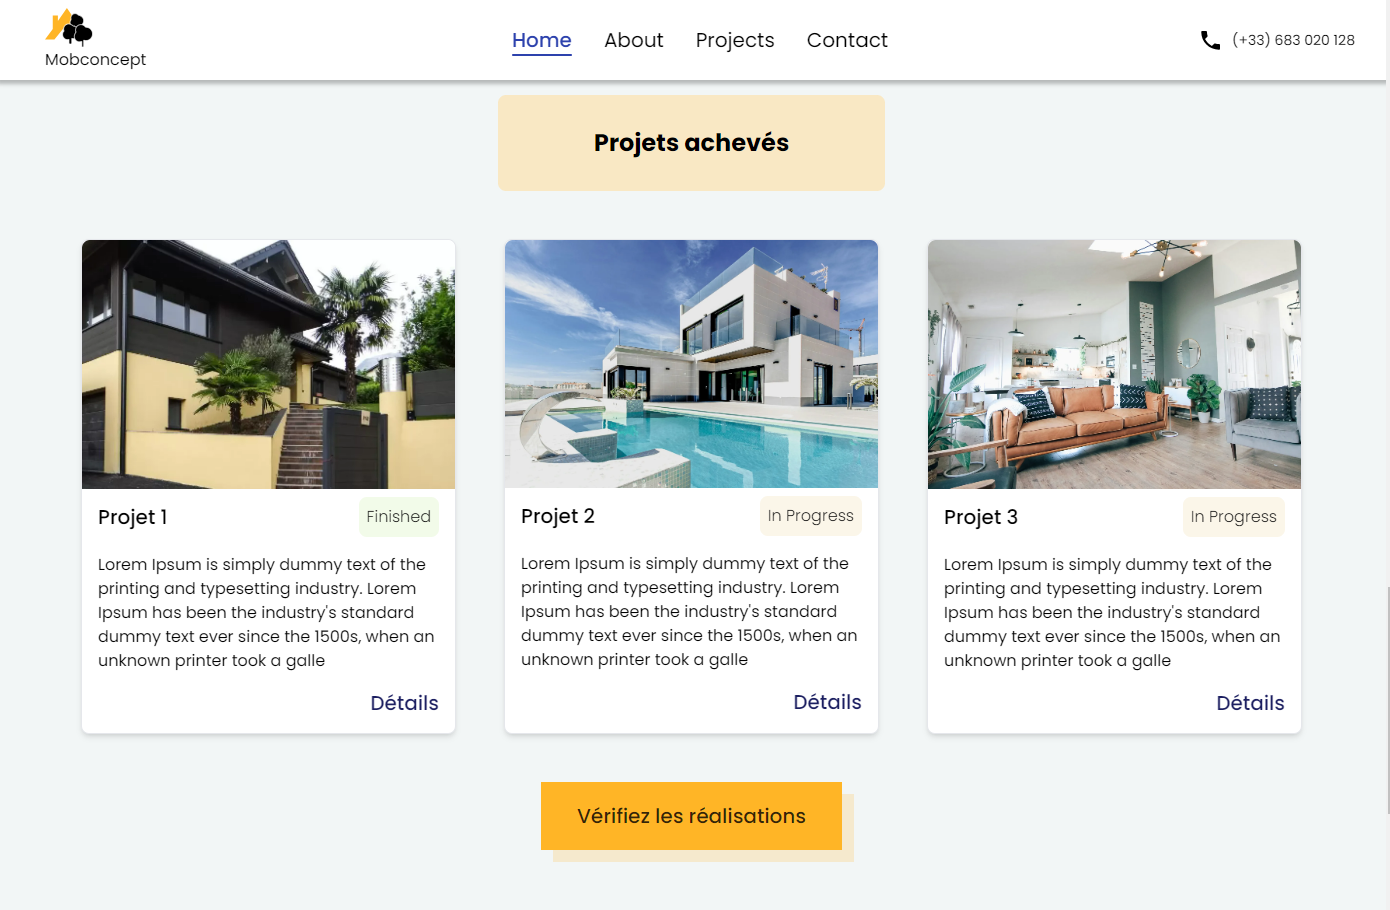 Mobconcept
Home
About
Projects
Contact
(+33) 683 020 128
Projets achevés
Projet 1
Finished
Lorem Ipsum is simply dummy text of the
printing and typesetting industry. Lorem
Ipsum has been the industry's standard
dummy text ever since the 1500s, when an
unknown printer took a galle
Détails
Projet 2
In Progress
Lorem Ipsum is simply dummy text of the
printing and typesetting industry. Lorem
Ipsum has been the industry's standard
dummy text ever since the 1500s, when an
unknown printer took a galle
Détails
Projet 3
In Progress
Lorem Ipsum is simply dummy text of the
printing and typesetting industry. Lorem
Ipsum has been the industry's standard
dummy text ever since the 1500s, when an
unknown printer took a galle
Détails
Vérifiez les réalisations